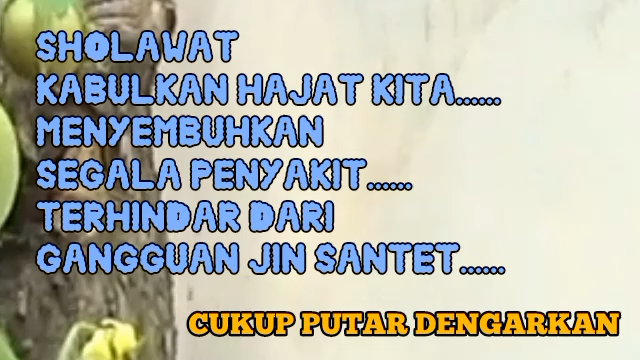 SHOLAWAT
KABULKAN HAJAT KITA......
MENYEMBUHKAN
SEGALA PENYAKIT......
TERHINDAR DARI
GANGGUAN JIN SANTET......
CUKUP PUTAR DENGARKAN